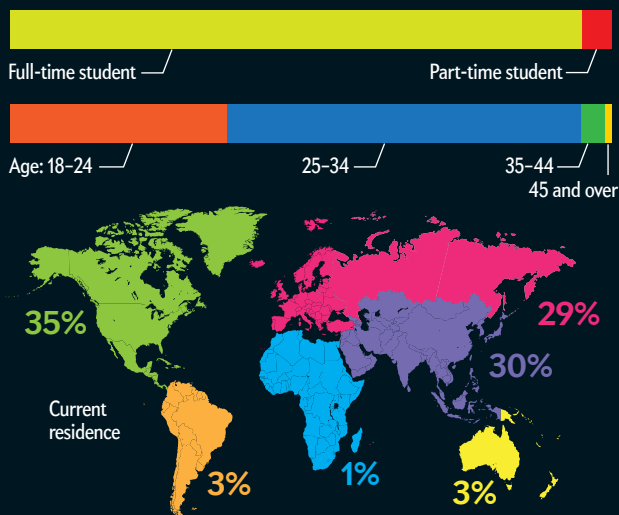 Full-time student
Part-time student
Age: 18–24
25–34
35–44
45 and over
35%
29%
30%
Current
residence
3%
1%
3%